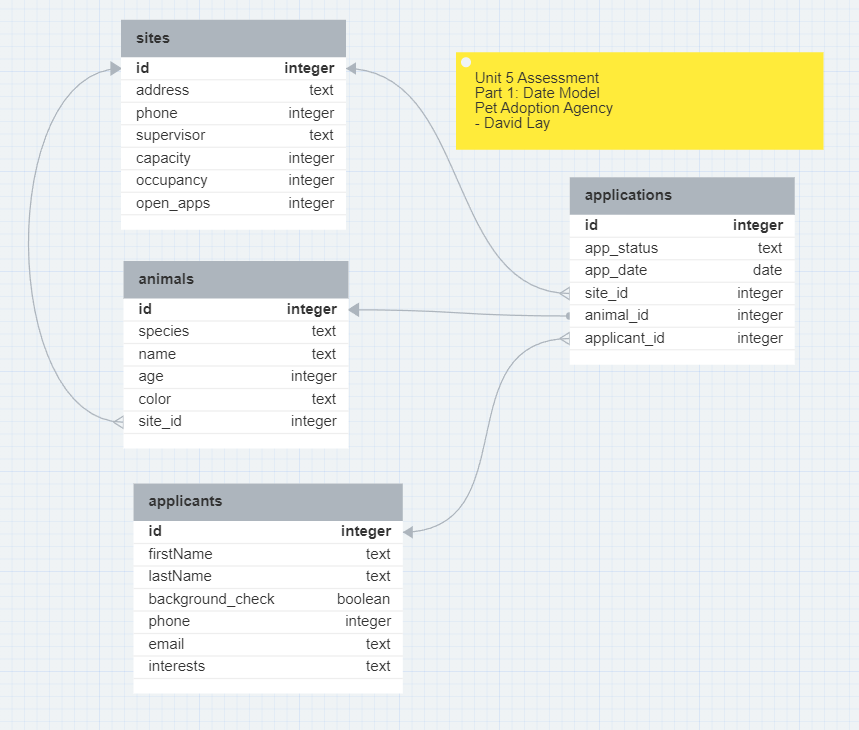 sites
id integer
address text
phone integer
supervisor text
capacity integer
occupancy integer
open_apps integer
Unit 5 Assessment
Part 1: Date Model
Pet Adoption Agency
- David Lay
applications
id integer
app_status text
app_date date
site_id integer
animal_id integer
applicant_id integer
animals
id integer
species text
name text
age integer
color text
site_id integer
applicants
id integer
firstName text
lastName text
background_check boolean
phone integer
email text
interests text